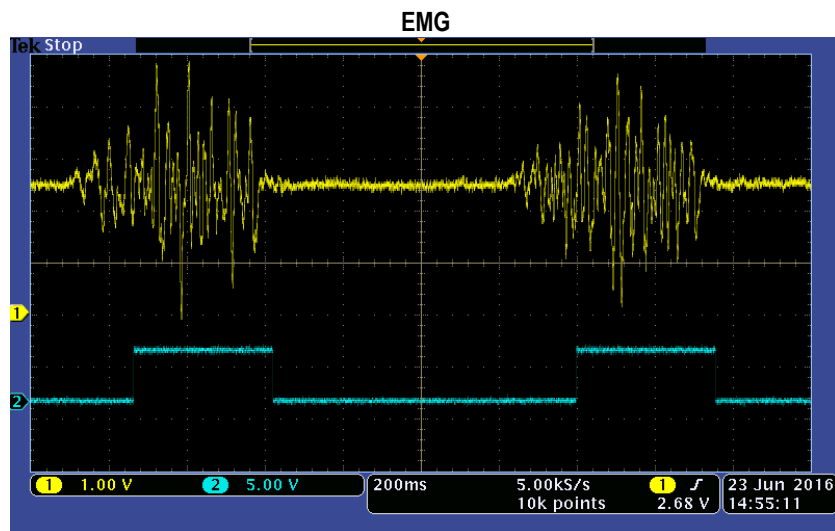 EMG
Tek Stop
1
2
1 1.00 V 2 5.00 V 200ms 5.00kS/s 1 23 Jun 2016
10k points 2.68 V 14:55:11